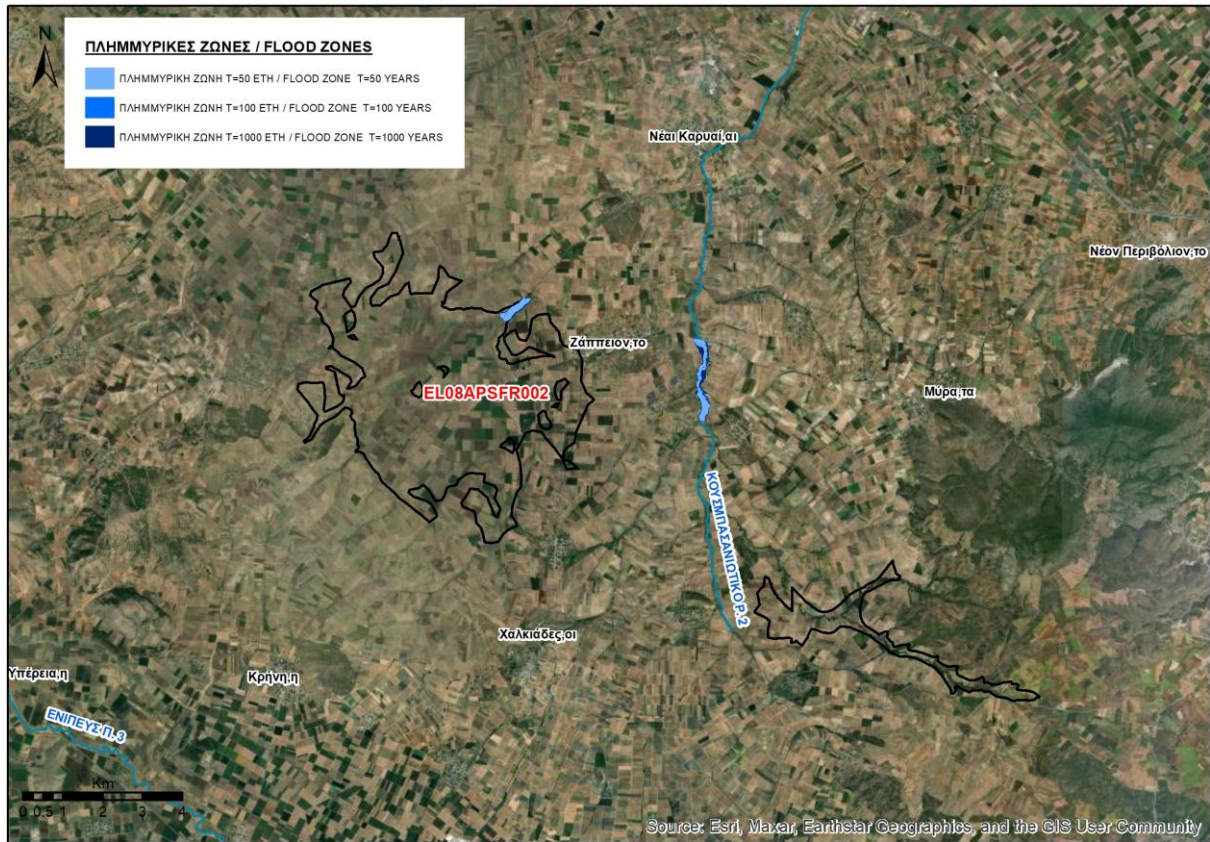 N
ΠΛΗΜΜΥΡΙΚΕΣ ΖΩΝΕΣ / FLOOD ZONES
ΠΛΗΜΜΥΡΙΚΗ ΖΩΝΗ T=50 ΕΤΗ / FLOOD ZONE T=50 YEARS
ΠΛΗΜΜΥΡΙΚΗ ΖΩΝΗ T=100 ΕΤΗ / FLOOD ZONE T=100 YEARS
ΠΛΗΜΜΥΡΙΚΗ ΖΩΝΗ T=1000 ΕΤΗ / FLOOD ZONE T=1000 YEARS
Νέαι Καρυαί,αι
Νέον Περιβόλιον,το
Ζάππειον,το
EL08APSFR002
Μύρα,τα
ΚΟΥΣΜΠΑΣΑΝΙΩΤΙΚΟ Ρ. 2
Χαλκιάδες,οι
Υπέρεια,η
Κρήνη,η
ΕΝΙΠΕΥΣ Π. 3
Km
0 0.5 1 2 3 4
Source: Esri, Maxar, Earthstar Geographics, and the GIS User Community